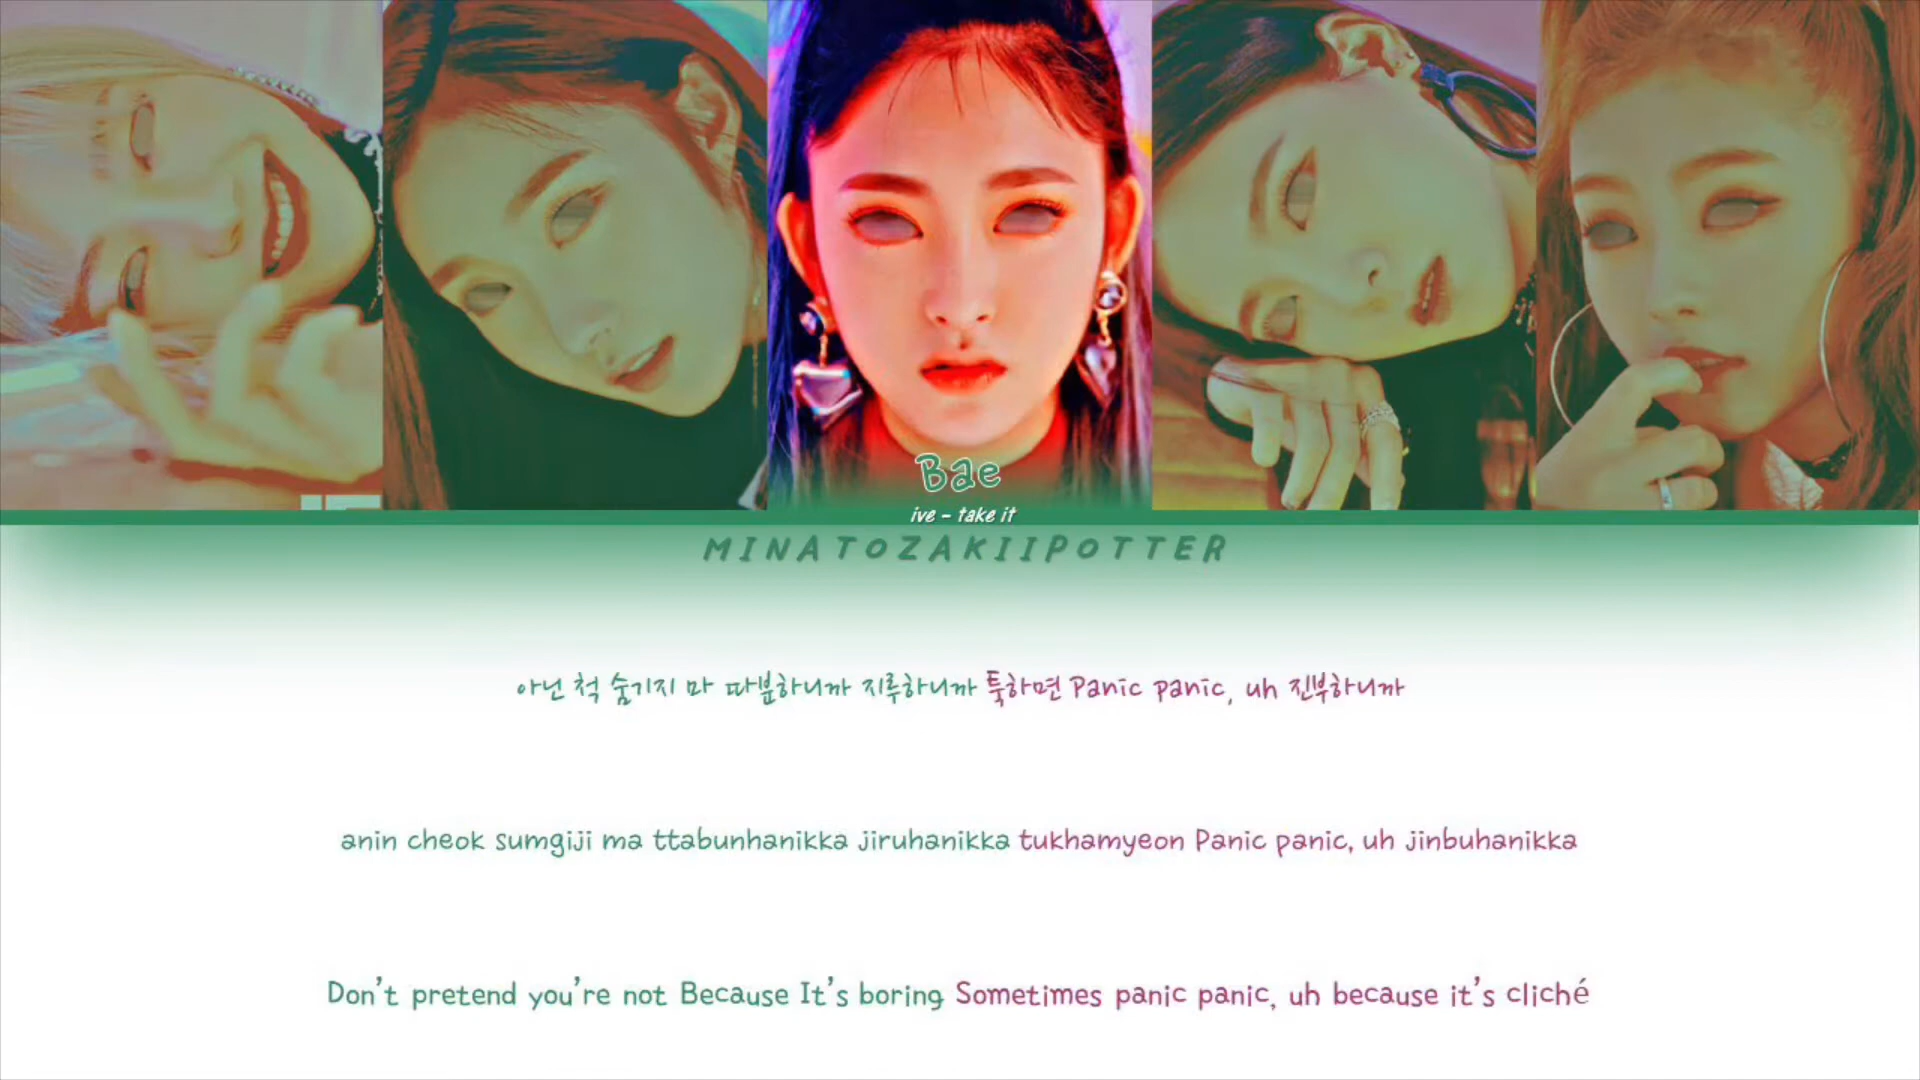 Bae
ive - take it
MINATOZAKIIPOTTER
아닌 척 숨기지 마 따분하니까 지루하니까 툭하면 Panic panic, uh 진부하니까
anin cheok sumgiji ma ttabunhanikka jiruhanikka tukhamyeon Panic panic, uh jinbuhanikka
Don't pretend you're not Because It's boring Sometimes panic panic, uh because it's cliché